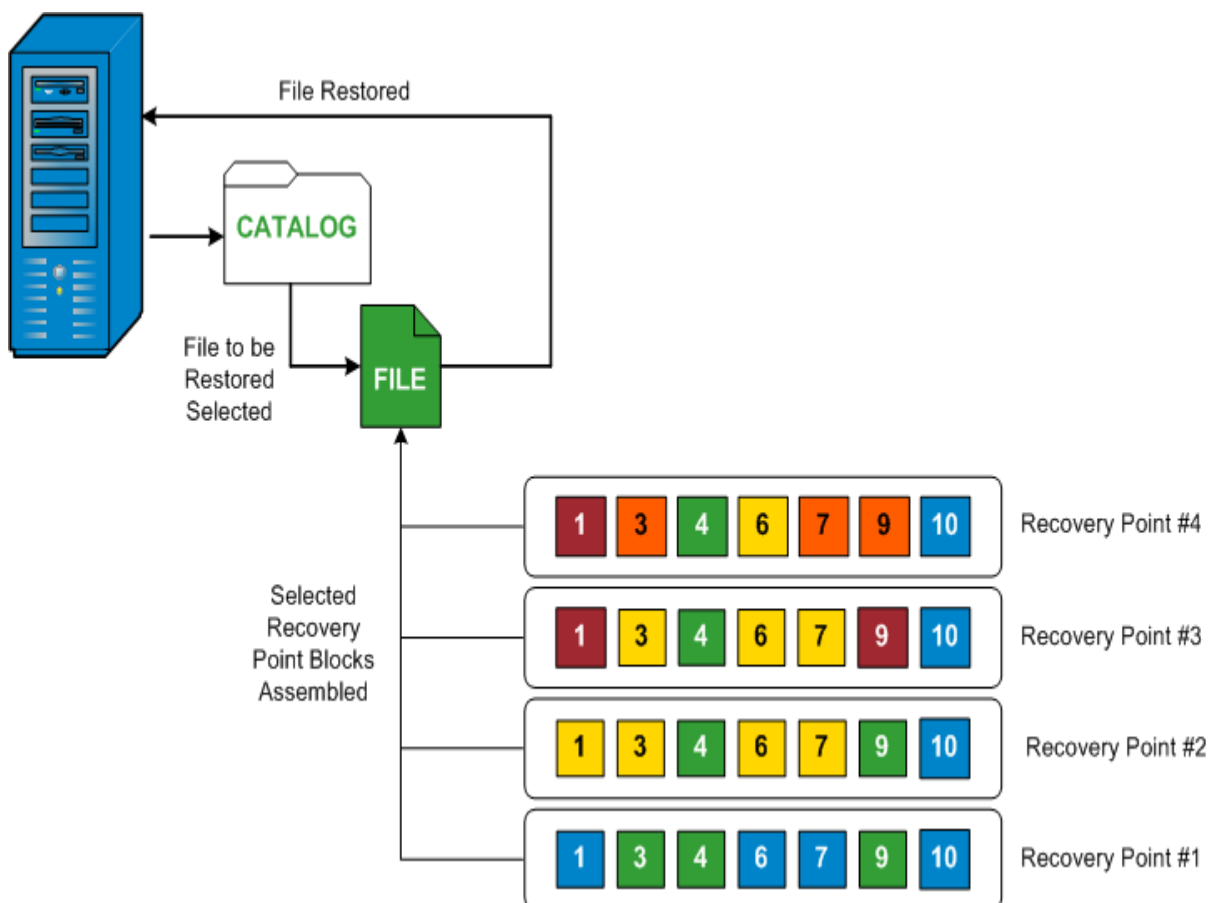 File Restored
CATALOG
File to be
Restored
Selected
FILE
Selected
Recovery
Point Blocks
Assembled
1 3 4 6 7 9 10 Recovery Point #4
1 3 4 6 7 9 10 Recovery Point #3
1 3 4 6 7 9 10 Recovery Point #2
1 3 4 6 7 9 10 Recovery Point #1